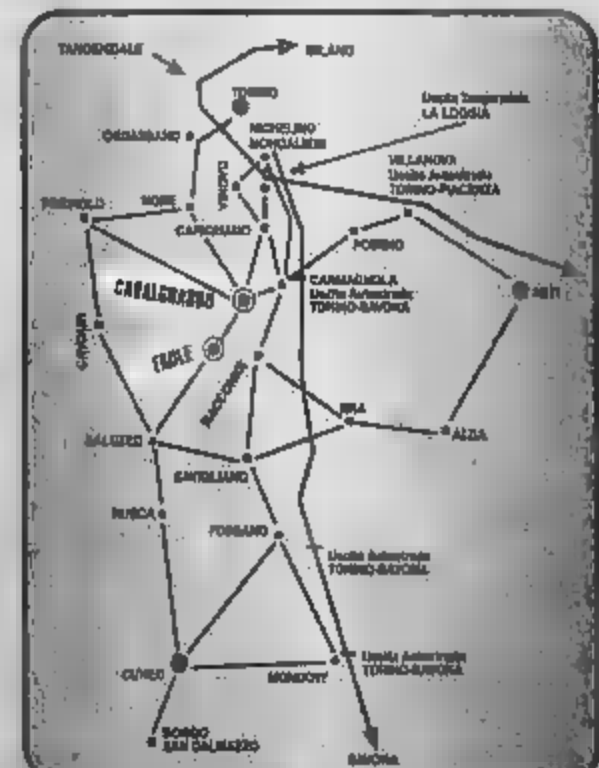 TANGENZIALE
MILANO
TORINO
Uscita Tangenziale
LA LOGGIA
ORBASSANO
NICHELINO
MONCALIERI
VILLANOVA
Uscita Autostrada
TORINO-PIACENZA
VINOVO
PINEROLO
NONE
CARIGNANO
POIRINO
CASALGRASSO
CARMAGNOLA
Uscita Autostrada
TORINO-SAVONA
ASTI
CAVOUR
FAULE
RACCONIGI
BRA
ALBA
SALUZZO
SAVIGLIANO
BUSCA
FOSSANO
Uscita Autostrada
TORINO-SAVONA
CUNEO
Uscita Autostrada
TORINO-SAVONA
MONDOVI'
BORGO
SAN DALMAZZO
SAVONA